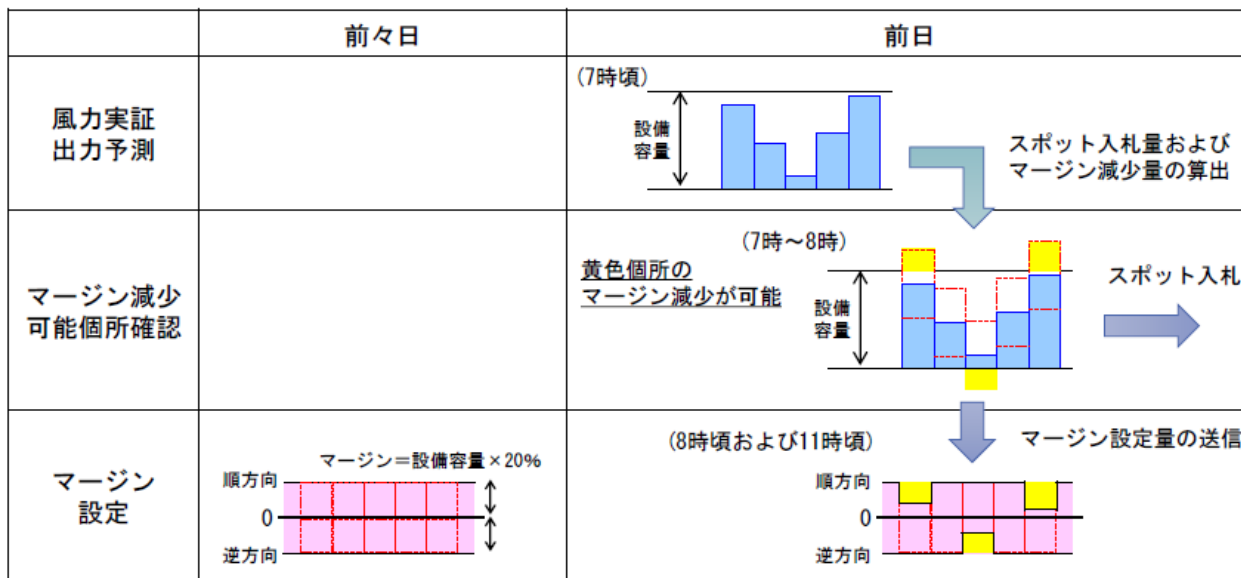 前々日
前日
風力実証
出力予測
(7時頃)
設備
容量
スポット入札量および
マージン減少量の算出
マージン減少
可能個所確認
(7時～8時)
黄色個所の
マージン減少が可能
設備
容量
スポット入札
マージン
設定
マージン＝設備容量×20%
順方向
0
逆方向
(8時頃および11時頃)
マージン設定量の送信
順方向
0
逆方向